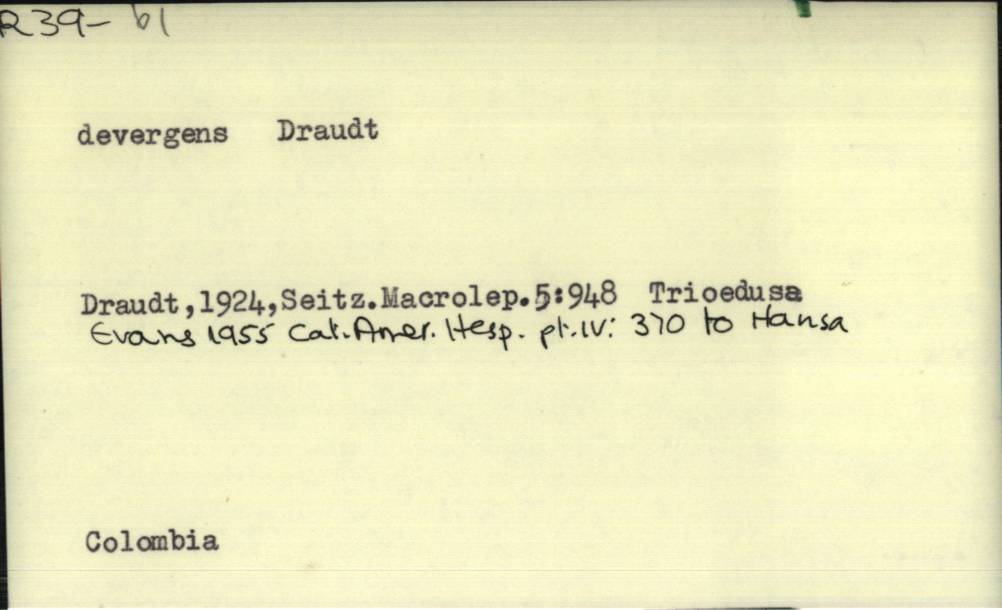 R39- 61
devergens Draudt
Draudt,1924,Seitz.Macrolep.5:948 Trioedusa
Evans 1955 Cat. Amer. Hesp. pt. IV: 370 to Hansa
Colombia